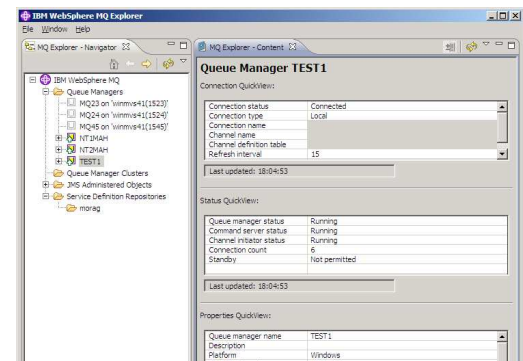 IBM WebSphere MQ Explorer
File Window Help
MQ Explorer - Navigator
IBM WebSphere MQ
Queue Managers
MQ23 on 'winmvs41(1523)'
MQ24 on 'winmvs41(1524)'
MQ45 on 'winmvs41(1545)'
NT1MAH
NT2MAH
TEST1
Queue Manager Clusters
JMS Administered Objects
Service Definition Repositories
morag
MQ Explorer - Content
Queue Manager TEST1
Connection QuickView:
Connection status Connected
Connection type Local
Connection name
Channel name
Channel definition table
Refresh interval 15
Last updated: 18:04:53
Status QuickView:
Queue manager status Running
Command server status Running
Channel initiator status Running
Connection count 6
Standby Not permitted
Last updated: 18:04:53
Properties QuickView:
Queue manager name TEST1
Description
Platform Windows